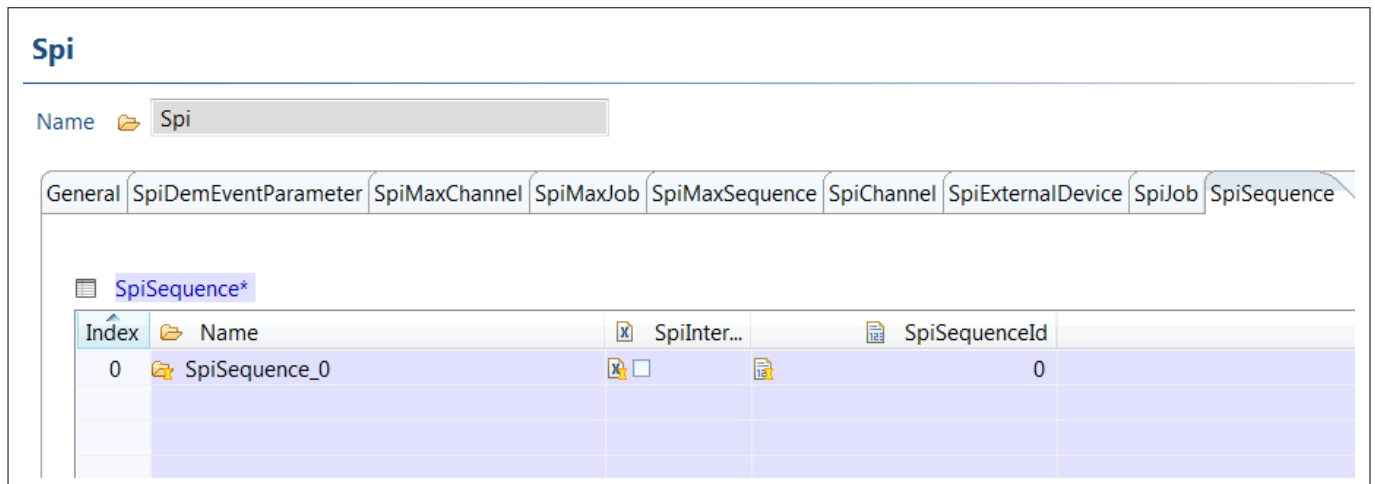 Spi
Name Spi
General SpiDemEventParameter SpiMaxChannel SpiMaxJob SpiMaxSequence SpiChannel SpiExternalDevice SpiJob SpiSequence
SpiSequence*
Index Name SpiInter... SpiSequenceId
0 SpiSequence_0 0